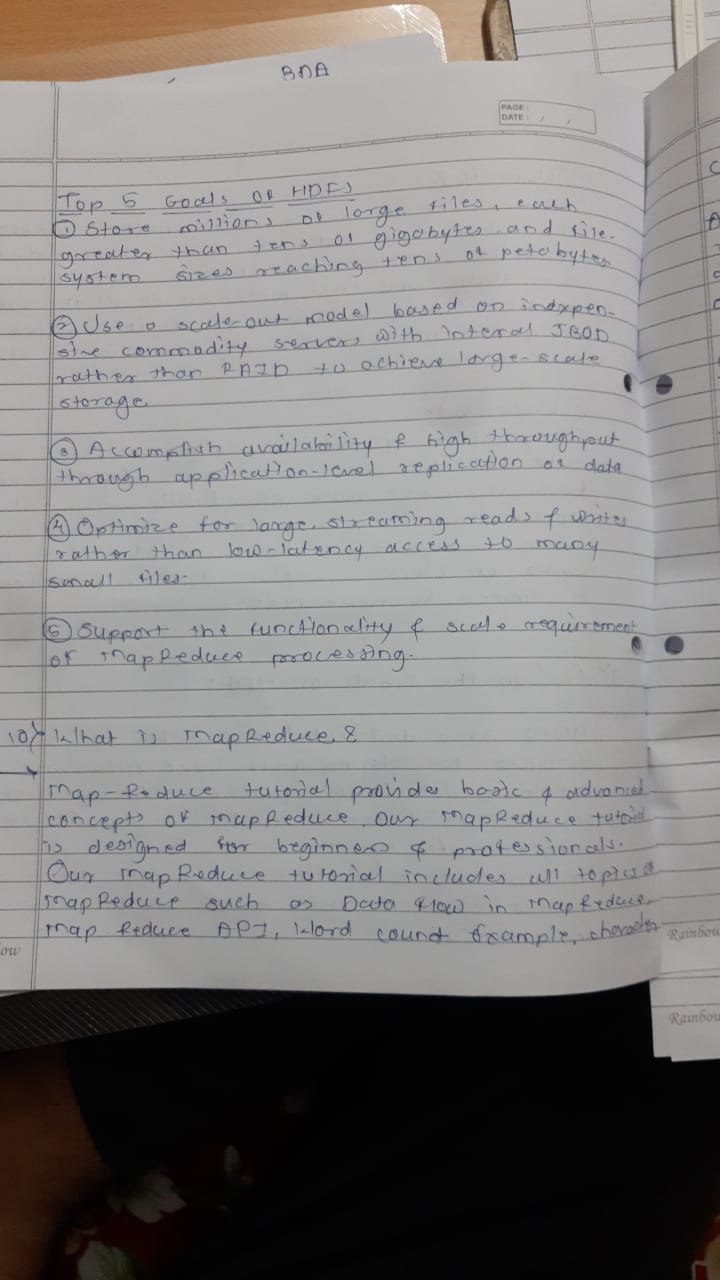 BDA
PAGE:
DATE: / /
Top 5 Goals OF HDFS
① Store millions of large files, each
greater than tens of gigabytes and file-
system sizes reaching tens of petabytes
② Use a scale-out model based on indxpen-
sive commodity servers with internal JBOD
rather than RAID to achieve large-scale
storage.
③ Accomplish availability & high throughput
through application-level replication of data
④ Optimize for large, streaming reads & writes
rather than low-latency access to many
small files.
⑤ Support the functionality & scale requirement
of MapReduce processing.
10) What is MapReduce?
→
Map-Reduce tutorial provides basic & advanced
concepts of MapReduce. Our MapReduce tutorial
is designed for beginners & professionals.
Our MapReduce tutorial includes all topics of
MapReduce such as Data flow in MapReduce,
Map Reduce API, Word count Example, character
ow
Rainbow
Rainbow